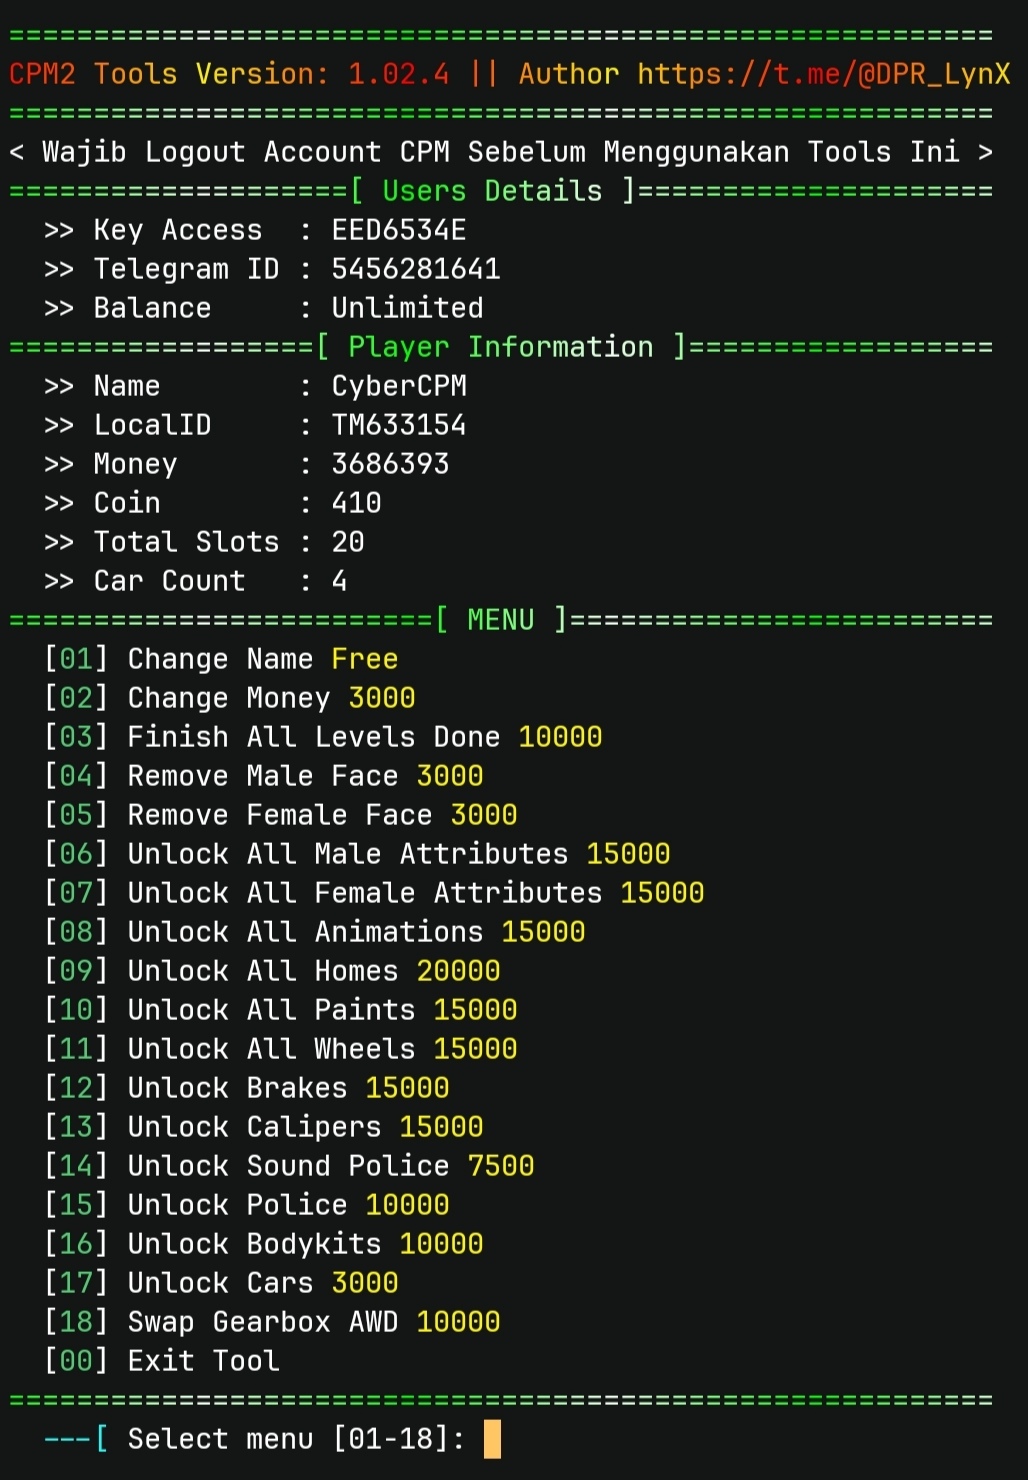 ==========================================================
CPM2 Tools Version: 1.02.4 || Author https://t.me/@DPR_LynX
==========================================================
< Wajib Logout Account CPM Sebelum Menggunakan Tools Ini >
====================[ Users Details ]=====================
>> Key Access : EED6534E
>> Telegram ID : 5456281641
>> Balance : Unlimited
==================[ Player Information ]==================
>> Name : CyberCPM
>> LocalID : TM633154
>> Money : 3686393
>> Coin : 410
>> Total Slots : 20
>> Car Count : 4
=========================[ MENU ]=========================
[01] Change Name Free
[02] Change Money 3000
[03] Finish All Levels Done 10000
[04] Remove Male Face 3000
[05] Remove Female Face 3000
[06] Unlock All Male Attributes 15000
[07] Unlock All Female Attributes 15000
[08] Unlock All Animations 15000
[09] Unlock All Homes 20000
[10] Unlock All Paints 15000
[11] Unlock All Wheels 15000
[12] Unlock Brakes 15000
[13] Unlock Calipers 15000
[14] Unlock Sound Police 7500
[15] Unlock Police 10000
[16] Unlock Bodykits 10000
[17] Unlock Cars 3000
[18] Swap Gearbox AWD 10000
[00] Exit Tool
==========================================================
---[ Select menu [01-18]: